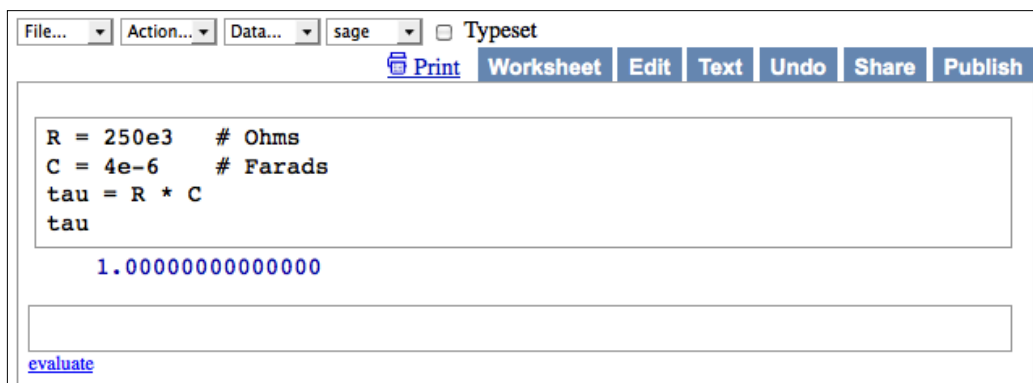 File... Action... Data... sage Typeset
Print Worksheet Edit Text Undo Share Publish
R = 250e3   # Ohms
C = 4e-6    # Farads
tau = R * C
tau
1.00000000000000
evaluate